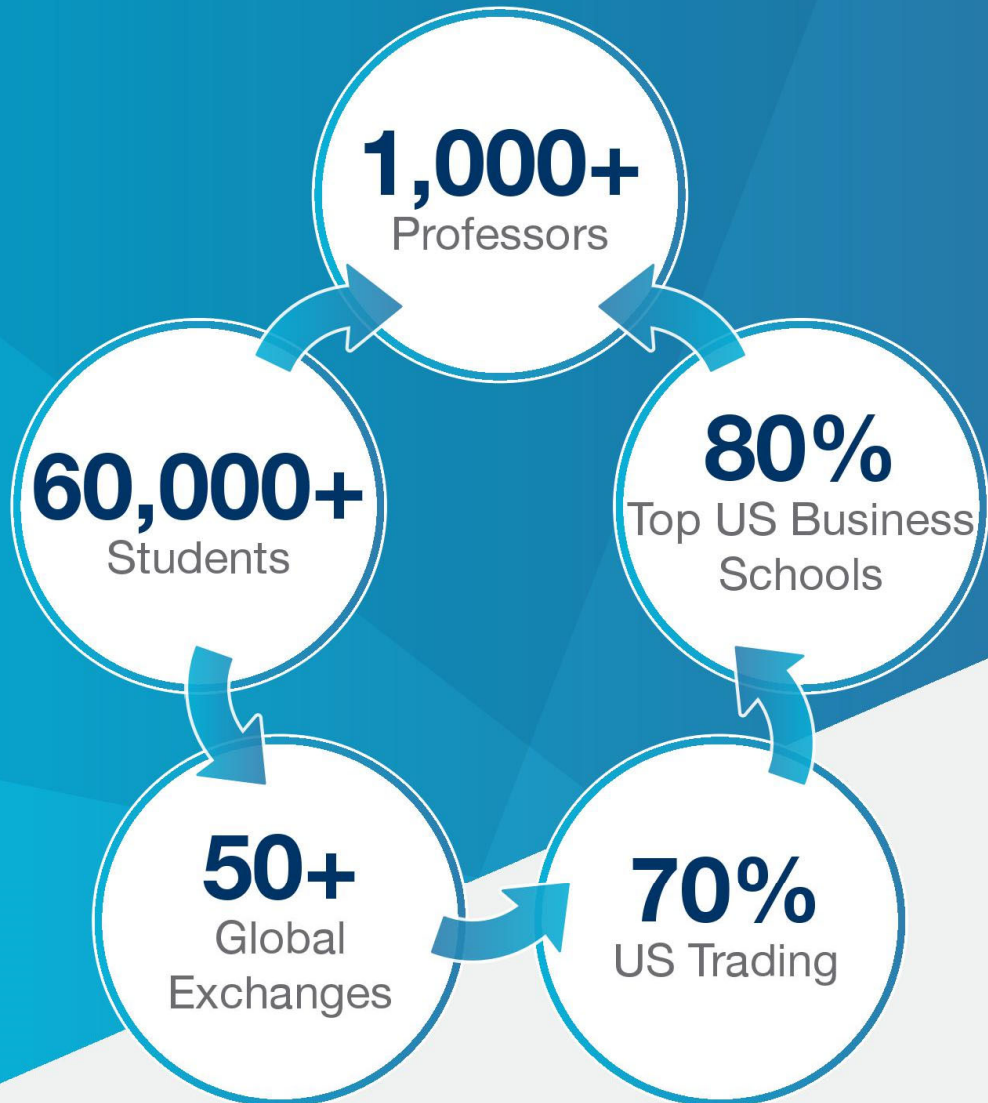 1,000+
Professors
60,000+
Students
80%
Top US Business
Schools
50+
Global
Exchanges
70%
US Trading